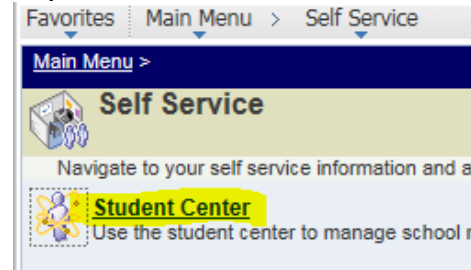 Favorites Main Menu > Self Service
Main Menu >
Self Service
Navigate to your self service information and a
Student Center
Use the student center to manage school